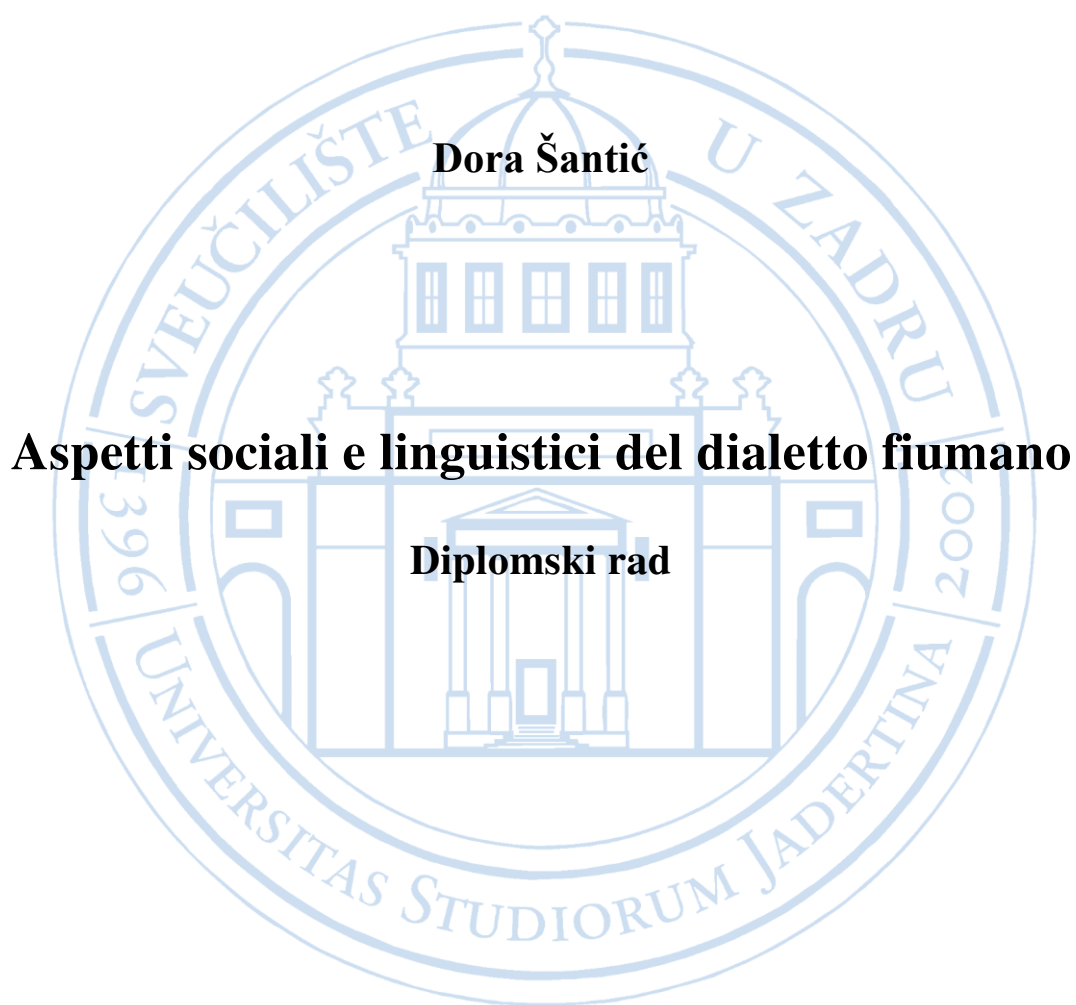 Dora Šantić
Aspetti sociali e linguistici del dialetto fiumano
Diplomski rad
SVEUČILIŠTE U ZADRU
1396
2002
UNIVERSITAS STUDIORUM JADERTINA